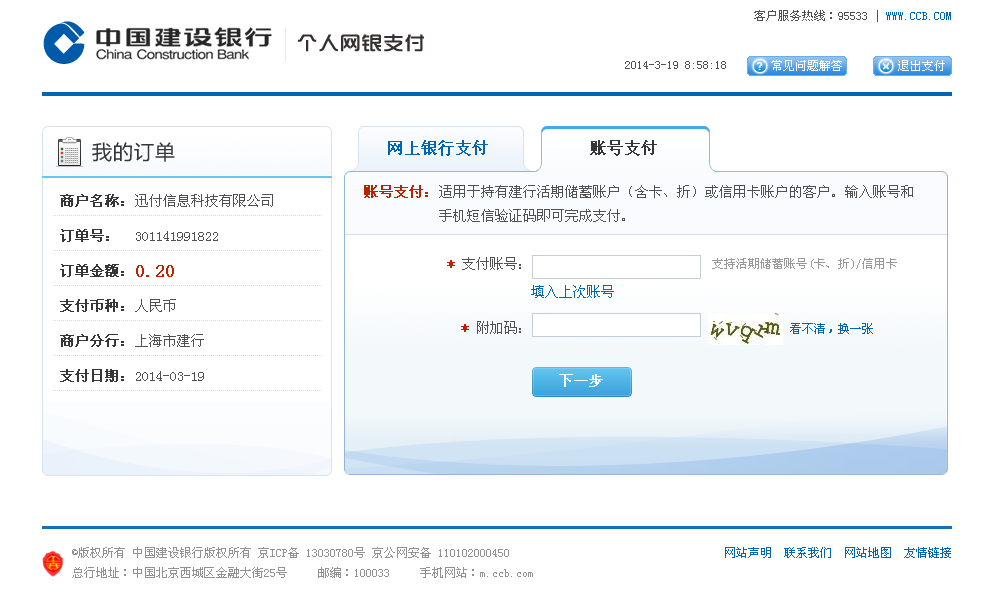 客户服务热线：95533 | WWW.CCB.COM
中国建设银行
China Construction Bank
个人网银支付
2014-3-19 8:58:18
常见问题解答
退出支付
我的订单
商户名称： 迅付信息科技有限公司
订单号： 301141991822
订单金额： 0.20
支付币种： 人民币
商户分行： 上海市建行
支付日期： 2014-03-19
网上银行支付
账号支付
账号支付： 适用于持有建行活期储蓄账户（含卡、折）或信用卡账户的客户。输入账号和
手机短信验证码即可完成支付。
* 支付账号： 支持活期储蓄账号(卡、折)/信用卡
填入上次账号
* 附加码： 看不清，换一张
下一步
©版权所有 中国建设银行版权所有 京ICP备 13030780号 京公网安备 110102000450
总行地址：中国北京西城区金融大街25号 邮编：100033 手机网站：m.ccb.com
网站声明 联系我们 网站地图 友情链接